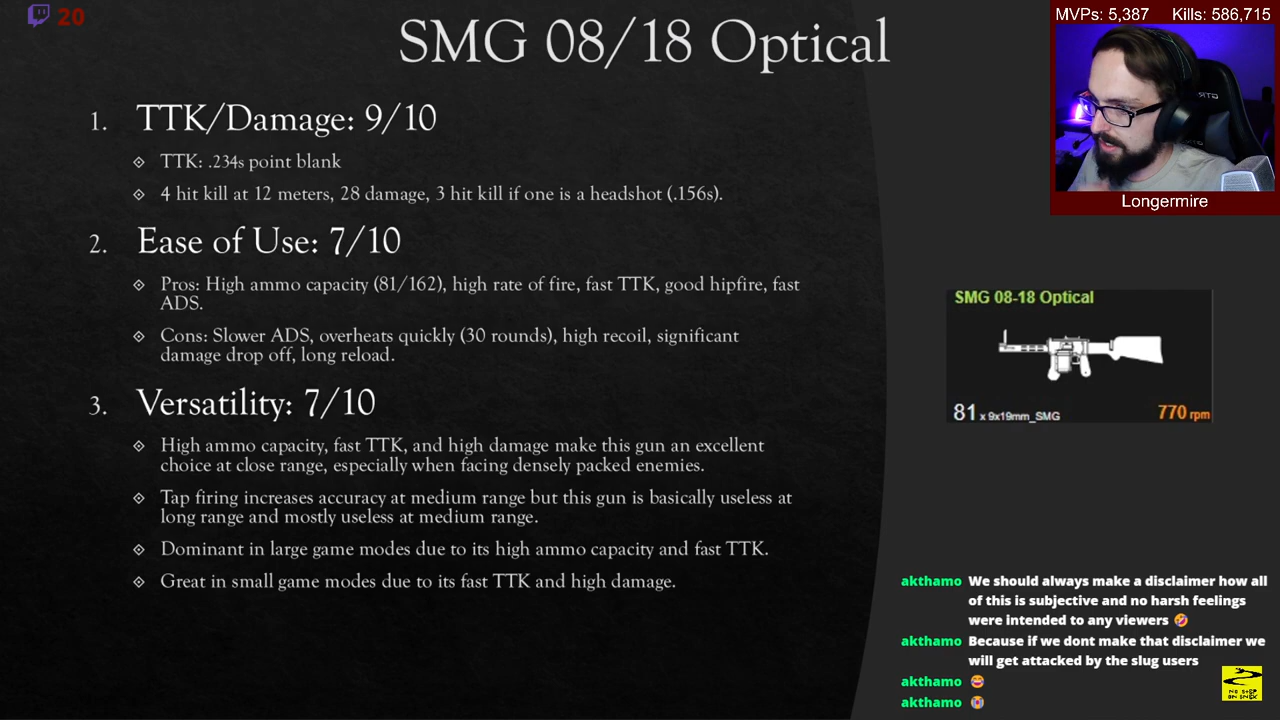 20
SMG 08/18 Optical
MVPs: 5,387 Kills: 586,715
1. TTK/Damage: 9/10
TTK: .234s point blank
4 hit kill at 12 meters, 28 damage, 3 hit kill if one is a headshot (.156s).
2. Ease of Use: 7/10
Pros: High ammo capacity (81/162), high rate of fire, fast TTK, good hipfire, fast
ADS.
Cons: Slower ADS, overheats quickly (30 rounds), high recoil, significant
damage drop off, long reload.
3. Versatility: 7/10
High ammo capacity, fast TTK, and high damage make this gun an excellent
choice at close range, especially when facing densely packed enemies.
Tap firing increases accuracy at medium range but this gun is basically useless at
long range and mostly useless at medium range.
Dominant in large game modes due to its high ammo capacity and fast TTK.
Great in small game modes due to its fast TTK and high damage.
Longermire
SMG 08-18 Optical
81 x 9x19mm_SMG 770 rpm
akthamo We should always make a disclaimer how all
of this is subjective and no harsh feelings
were intended to any viewers 🤣
akthamo Because if we dont make that disclaimer we
will get attacked by the slug users
akthamo 😂
akthamo 😭
NO STEP
ON SNEK